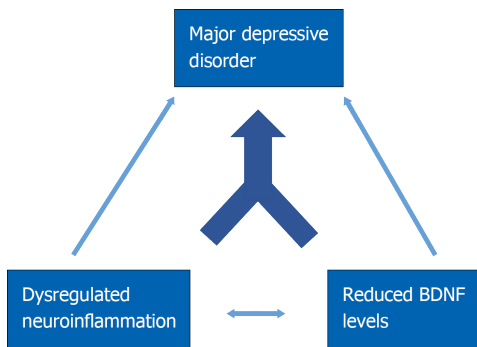 Major depressive
disorder
Dysregulated
neuroinflammation
Reduced BDNF
levels